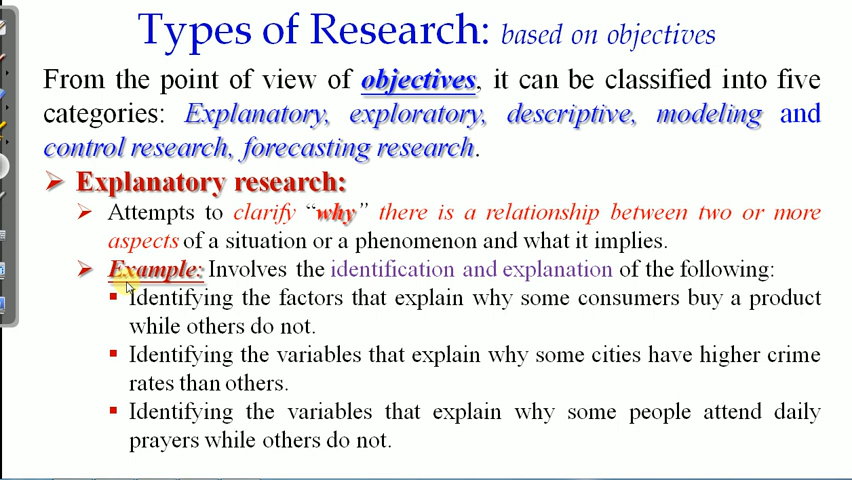 Types of Research: based on objectives
From the point of view of objectives, it can be classified into five
categories: Explanatory, exploratory, descriptive, modeling and
control research, forecasting research.
➢ Explanatory research:
➢ Attempts to clarify “why” there is a relationship between two or more
aspects of a situation or a phenomenon and what it implies.
➢ Example: Involves the identification and explanation of the following:
▪ Identifying the factors that explain why some consumers buy a product
while others do not.
▪ Identifying the variables that explain why some cities have higher crime
rates than others.
▪ Identifying the variables that explain why some people attend daily
prayers while others do not.